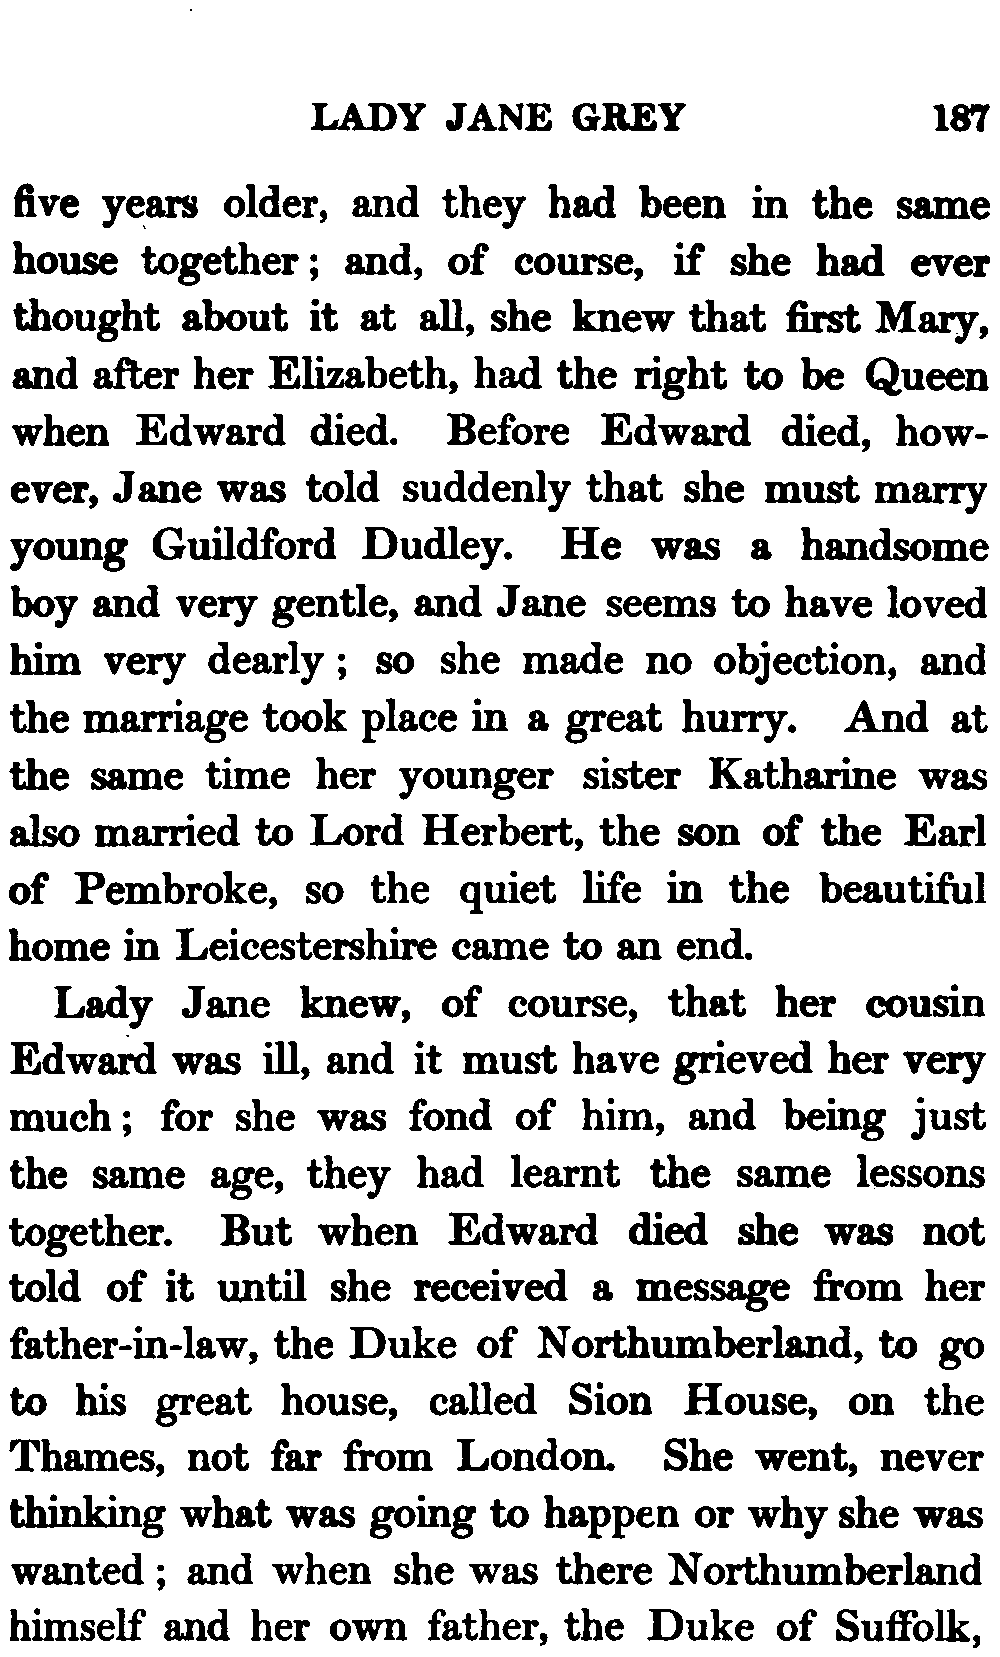 LADY JANE GREY 187
five years older, and they had been in the same
house together; and, of course, if she had ever
thought about it at all, she knew that first Mary,
and after her Elizabeth, had the right to be Queen
when Edward died. Before Edward died, how-
ever, Jane was told suddenly that she must marry
young Guildford Dudley. He was a handsome
boy and very gentle, and Jane seems to have loved
him very dearly; so she made no objection, and
the marriage took place in a great hurry. And at
the same time her younger sister Katharine was
also married to Lord Herbert, the son of the Earl
of Pembroke, so the quiet life in the beautiful
home in Leicestershire came to an end.
Lady Jane knew, of course, that her cousin
Edward was ill, and it must have grieved her very
much; for she was fond of him, and being just
the same age, they had learnt the same lessons
together. But when Edward died she was not
told of it until she received a message from her
father-in-law, the Duke of Northumberland, to go
to his great house, called Sion House, on the
Thames, not far from London. She went, never
thinking what was going to happen or why she was
wanted; and when she was there Northumberland
himself and her own father, the Duke of Suffolk,